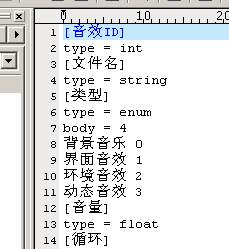 0 10 20
1 [音效ID]
2 type = int
3 [文件名]
4 type = string
5 [类型]
6 type = enum
7 body = 4
8 背景音乐 0
9 界面音效 1
10 环境音效 2
11 动态音效 3
12 [音量]
13 type = float
14 [循环]